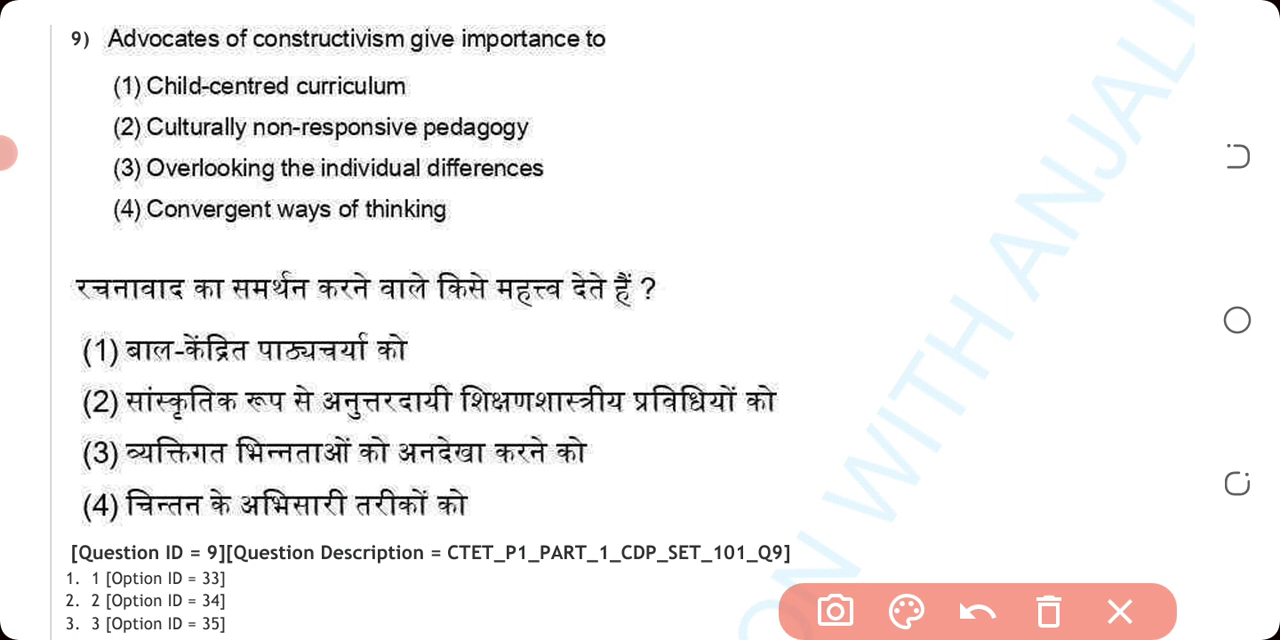 9) Advocates of constructivism give importance to
(1) Child-centred curriculum
(2) Culturally non-responsive pedagogy
(3) Overlooking the individual differences
(4) Convergent ways of thinking
रचनावाद का समर्थन करने वाले किसे महत्त्व देते हैं ?
(1) बाल-केंद्रित पाठ्यचर्या को
(2) सांस्कृतिक रूप से अनुत्तरदायी शिक्षणशास्त्रीय प्रविधियों को
(3) व्यक्तिगत भिन्नताओं को अनदेखा करने को
(4) चिन्तन के अभिसारी तरीकों को
[Question ID = 9][Question Description = CTET_P1_PART_1_CDP_SET_101_Q9]
1. 1 [Option ID = 33]
2. 2 [Option ID = 34]
3. 3 [Option ID = 35]
ON WITH ANJALI